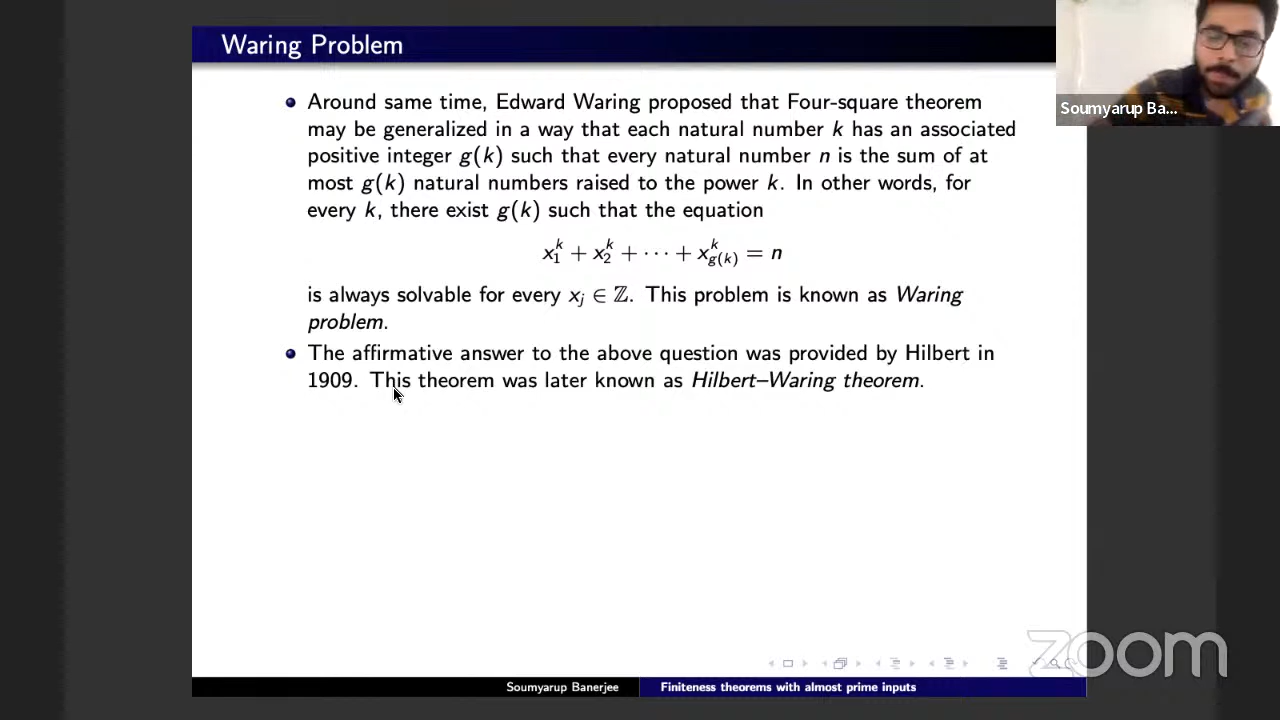 Waring Problem
Soumyarup Ba...
Around same time, Edward Waring proposed that Four-square theorem
may be generalized in a way that each natural number k has an associated
positive integer g(k) such that every natural number n is the sum of at
most g(k) natural numbers raised to the power k. In other words, for
every k, there exist g(k) such that the equation
x_1^k + x_2^k + ⋯ + x_{g(k)}^k = n
is always solvable for every x_j ∈ ℤ. This problem is known as Waring
problem.
The affirmative answer to the above question was provided by Hilbert in
1909. This theorem was later known as Hilbert–Waring theorem.
zoom
Soumyarup Banerjee
Finiteness theorems with almost prime inputs